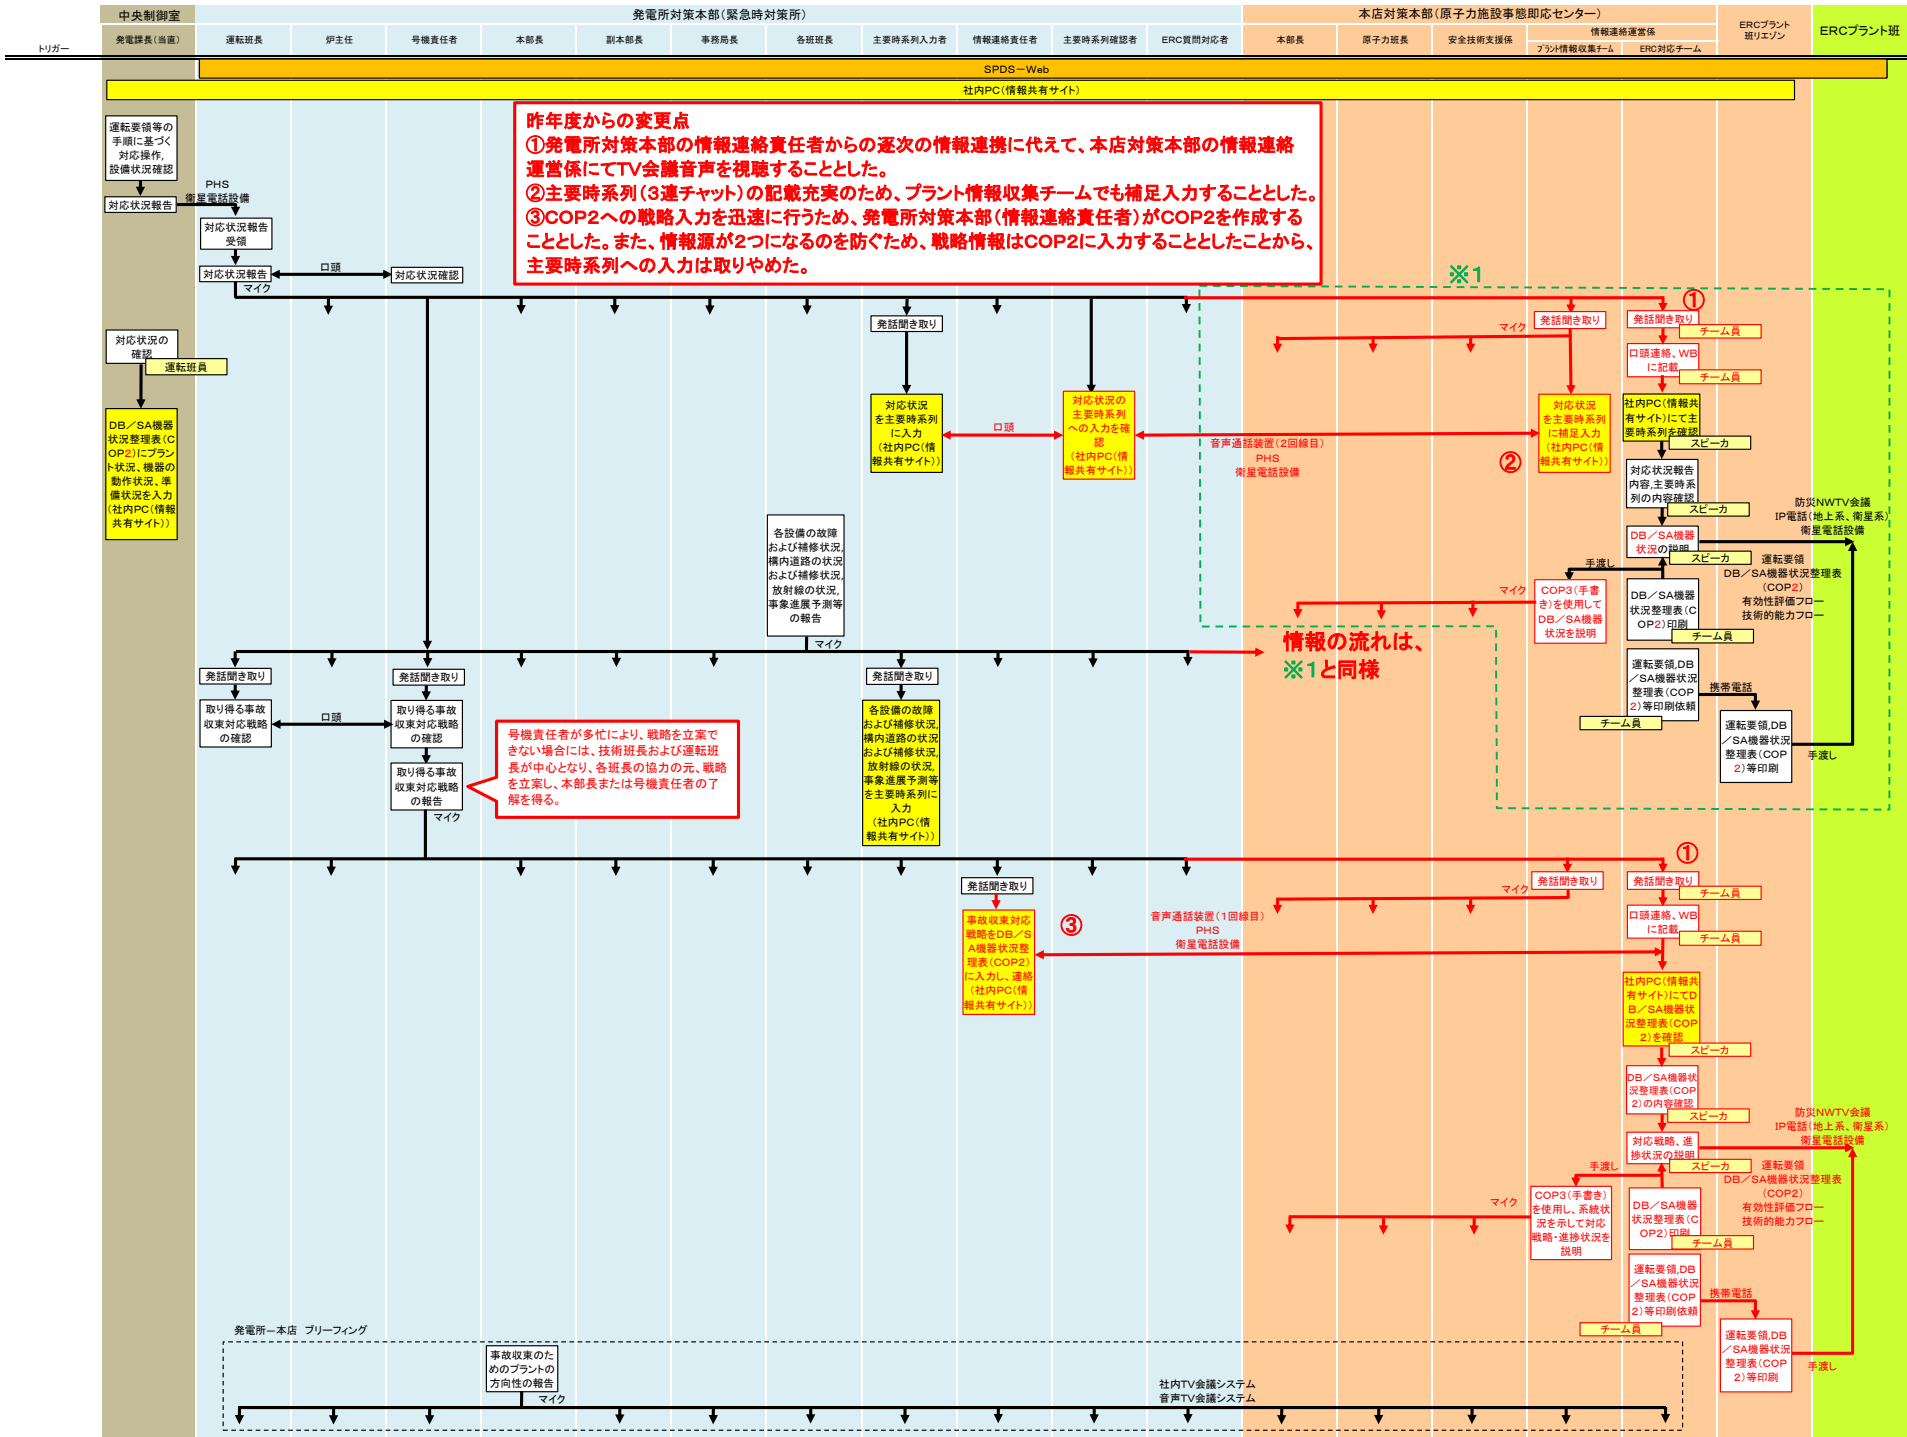 中央制御室
発電所対策本部(緊急時対策所)
本店対策本部(原子力施設事態即応センター)
トリガー
発電課長(当直)
運転班長
炉主任
号機責任者
本部長
副本部長
事務局長
各班班長
主要時系列入力者
情報連絡責任者
主要時系列確認者
ERC質問対応者
本部長
原子力班長
安全技術支援係
情報連絡運営係
プラント情報収集チーム
ERC対応チーム
ERCプラント
班リエゾン
ERCプラント班
SPDS-Web
社内PC(情報共有サイト)
昨年度からの変更点
①発電所対策本部の情報連絡責任者からの逐次の情報連携に代えて、本店対策本部の情報連絡
運営係にてTV会議音声を視聴することとした。
②主要時系列(3連チャット)の記載充実のため、プラント情報収集チームでも補足入力することとした。
③COP2への戦略入力を迅速に行うため、発電所対策本部(情報連絡責任者)がCOP2を作成する
こととした。また、情報源が2つになるのを防ぐため、戦略情報はCOP2に入力することとしたことから、
主要時系列への入力は取りやめた。
運転要領等の
手順に基づく
対応操作,
設備状況確認
対応状況報告
PHS
衛星電話設備
対応状況報告
受領
対応状況報告
口頭
対応状況確認
マイク
※1
①
対応状況の
確認
運転班員
DB/SA機器
状況整理表(C
OP2)にプラン
ト状況、機器の
動作状況、準
備状況を入力
(社内PC(情報
共有サイト))
発話聞き取り
対応状況
を主要時系列
に入力
(社内PC(情
報共有サイト))
口頭
対応状況の
主要時系列
への入力を確
認
(社内PC(情
報共有サイト))
音声通話装置(2回線目)
PHS
衛星電話設備
マイク
発話聞き取り
対応状況
を主要時系列
に補足入力
(社内PC(情
報共有サイト))
②
発話聞き取り
チーム員
口頭連絡、WB
に記載
チーム員
社内PC(情報共
有サイト)にて主
要時系列を確認
スピーカ
対応状況報告
内容,主要時系
列の内容確認
スピーカ
DB/SA機器
状況の説明
スピーカ
防災NWTV会議
IP電話(地上系、衛星系)
衛星電話設備
運転要領
DB/SA機器状況整理表
(COP2)
有効性評価フロー
技術的能力フロー
手渡し
マイク
COP3(手書
き)を使用して
DB/SA機器
状況を説明
DB/SA機器
状況整理表(C
OP2)印刷
チーム員
運転要領,DB
/SA機器状況
整理表(COP
2)等印刷依頼
チーム員
携帯電話
運転要領,DB
/SA機器状況
整理表(COP
2)等印刷
手渡し
各設備の故障
および補修状況,
構内道路の状況
および補修状況,
放射線の状況,
事象進展予測等
の報告
マイク
情報の流れは、
※1と同様
発話聞き取り
取り得る事故
収束対応戦略
の確認
口頭
発話聞き取り
取り得る事故
収束対応戦略
の確認
取り得る事故
収束対応戦略
の報告
マイク
号機責任者が多忙により、戦略を立案で
きない場合には、技術班長および運転班
長が中心となり、各班長の協力の元、戦略
を立案し、本部長または号機責任者の了
解を得る。
発話聞き取り
各設備の故障
および補修状況,
構内道路の状況
および補修状況,
放射線の状況,
事象進展予測等
を主要時系列に
入力
(社内PC(情
報共有サイト))
①
発話聞き取り
事故収束対応
戦略をDB/S
A機器状況整
理表(COP2)
に入力し、連絡
(社内PC(情
報共有サイト))
③
音声通話装置(1回線目)
PHS
衛星電話設備
マイク
発話聞き取り
発話聞き取り
チーム員
口頭連絡、WB
に記載
チーム員
社内PC(情報共
有サイト)にてD
B/SA機器状
況整理表(COP
2)を確認
スピーカ
DB/SA機器状
況整理表(COP
2)の内容確認
スピーカ
対応戦略、進
捗状況の説明
スピーカ
防災NWTV会議
IP電話(地上系、衛星系)
衛星電話設備
運転要領
DB/SA機器状況整理表
(COP2)
有効性評価フロー
技術的能力フロー
手渡し
マイク
COP3(手書き)
を使用し、系統状
況を示して対応
戦略・進捗状況を
説明
DB/SA機器
状況整理表(C
OP2)印刷
チーム員
運転要領,DB
/SA機器状況
整理表(COP
2)等印刷依頼
チーム員
携帯電話
運転要領,DB
/SA機器状況
整理表(COP
2)等印刷
手渡し
発電所-本店 ブリーフィング
事故収束のた
めのプラントの
方向性の報告
マイク
社内TV会議システム
音声TV会議システム